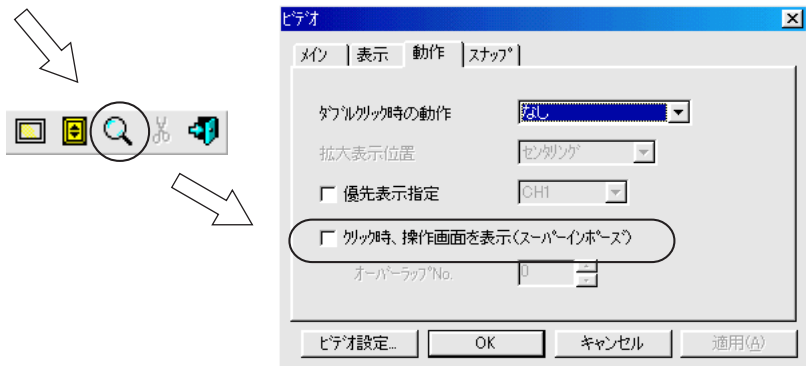 ビデオ
メイン 表示 動作 スナップ
ダブルクリック時の動作 なし
拡大表示位置 センタリング
優先表示指定 CH1
クリック時、操作画面を表示(スーパーインポーズ)
オーバーラップNo. 0
ビデオ設定... OK キャンセル 適用(A)